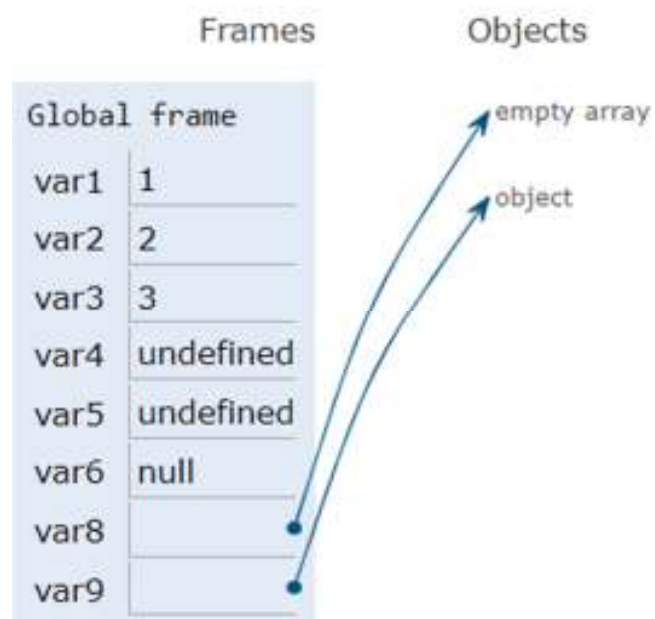 Frames Objects
Global frame
empty array
var1 1
object
var2 2
var3 3
var4 undefined
var5 undefined
var6 null
var8
var9